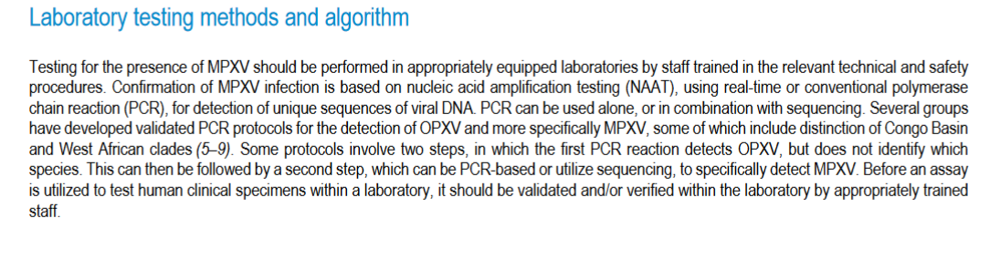 Laboratory testing methods and algorithm
Testing for the presence of MPXV should be performed in appropriately equipped laboratories by staff trained in the relevant technical and safety
procedures. Confirmation of MPXV infection is based on nucleic acid amplification testing (NAAT), using real-time or conventional polymerase
chain reaction (PCR), for detection of unique sequences of viral DNA. PCR can be used alone, or in combination with sequencing. Several groups
have developed validated PCR protocols for the detection of OPXV and more specifically MPXV, some of which include distinction of Congo Basin
and West African clades (5–9). Some protocols involve two steps, in which the first PCR reaction detects OPXV, but does not identify which
species. This can then be followed by a second step, which can be PCR-based or utilize sequencing, to specifically detect MPXV. Before an assay
is utilized to test human clinical specimens within a laboratory, it should be validated and/or verified within the laboratory by appropriately trained
staff.